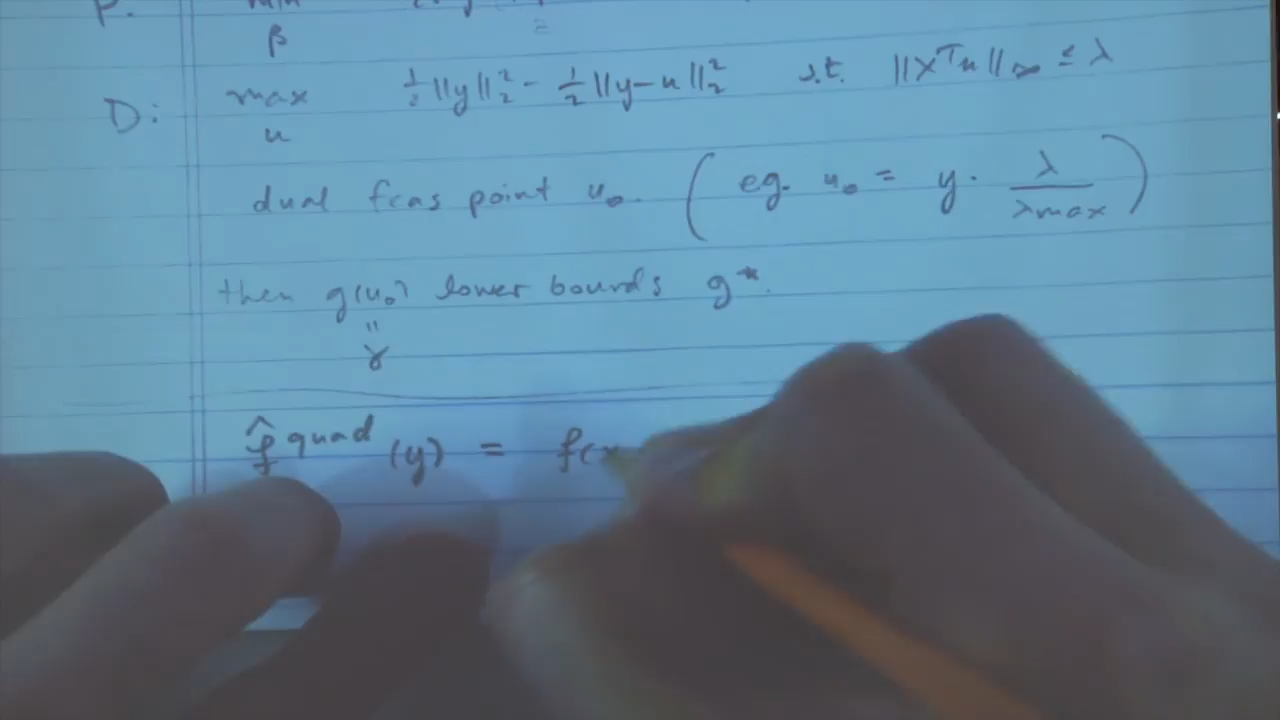 P: min
β
D: max 1/2 ||y||₂² - 1/2 ||y-u||₂² s.t. ||Xᵀu||∞ ≤ λ
u
dual feas point u₀. (eg. u₀ = y · λ/λmax)
then g(u₀) lower bounds g*.
"
γ
f̂ quad (y) = f(x